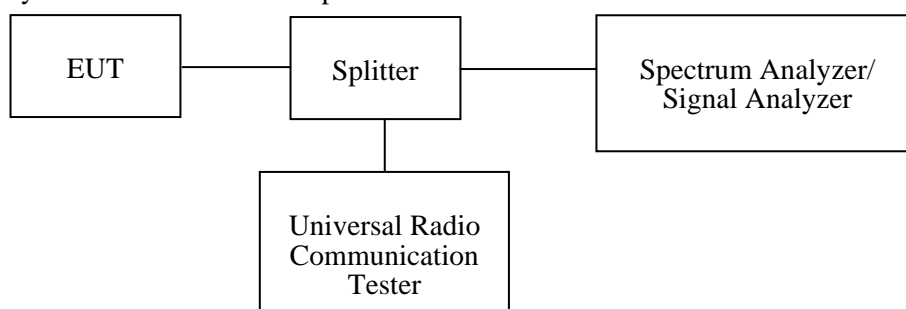 EUT
Splitter
Spectrum Analyzer/
Signal Analyzer
Universal Radio
Communication
Tester